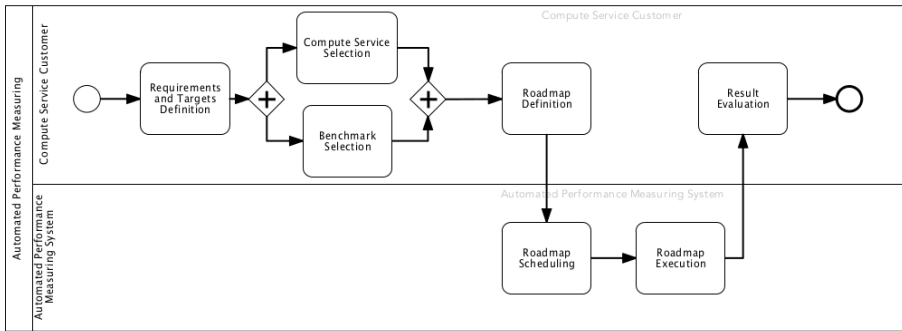 Automated Performance Measuring
Compute Service Customer
Compute Service Customer
Requirements
and Targets
Definition
Compute Service
Selection
Benchmark
Selection
Roadmap
Definition
Result
Evaluation
Automated Performance
Measuring System
Automated Performance Measuring System
Roadmap
Scheduling
Roadmap
Execution